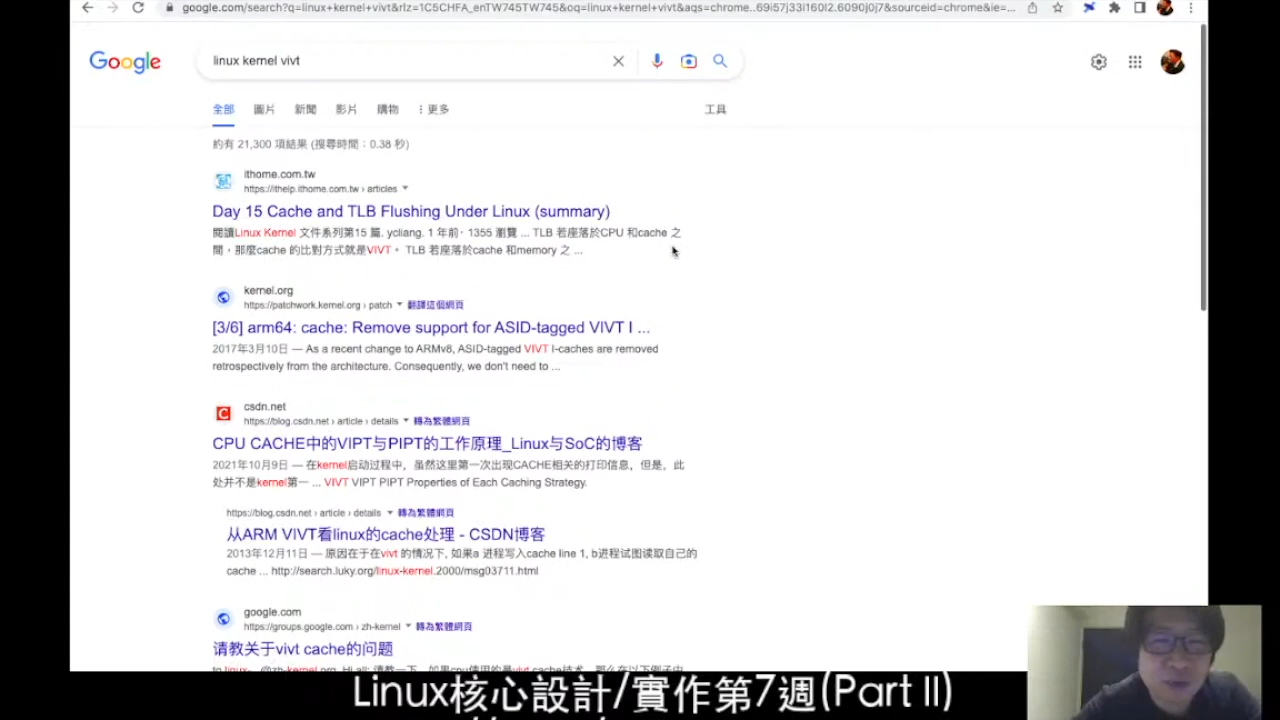 google.com/search?q=linux+kernel+vivt&rlz=1C5CHFA_enTW745TW745&oq=linux+kernel+vivt&aqs=chrome..69i57j33i160l2.6090j0j7&sourceid=chrome&ie=...
Google
linux kernel vivt
全部 圖片 新聞 影片 購物 更多 工具
約有 21,300 項結果 (搜尋時間：0.38 秒)
ithome.com.tw
https://ithelp.ithome.com.tw › articles
Day 15 Cache and TLB Flushing Under Linux (summary)
閱讀Linux Kernel 文件系列第15 篇. ycliang. 1 年前‧ 1355 瀏覽 ... TLB 若座落於CPU 和cache 之
間，那麼cache 的比對方式就是VIVT。 TLB 若座落於cache 和memory 之 ...
kernel.org
https://patchwork.kernel.org › patch 翻譯這個網頁
[3/6] arm64: cache: Remove support for ASID-tagged VIVT I ...
2017年3月10日 — As a recent change to ARMv8, ASID-tagged VIVT I-caches are removed
retrospectively from the architecture. Consequently, we don't need to ...
csdn.net
https://blog.csdn.net › article › details 轉為繁體網頁
CPU CACHE中的VIPT与PIPT的工作原理_Linux与SoC的博客
2021年10月9日 — 在kernel启动过程中，虽然这里第一次出现CACHE相关的打印信息，但是，此
处并不是kernel第一 ... VIVT VIPT PIPT Properties of Each Caching Strategy.
https://blog.csdn.net › article › details 轉為繁體網頁
从ARM VIVT看linux的cache处理 - CSDN博客
2013年12月11日 — 原因在于在vivt 的情况下, 如果a 进程写入cache line 1, b进程试图读取自己的
cache ... http://search.luky.org/linux-kernel.2000/msg03711.html
google.com
https://groups.google.com › zh-kernel 轉為繁體網頁
请教关于vivt cache的问题
Linux核心設計/實作第7週(Part II)